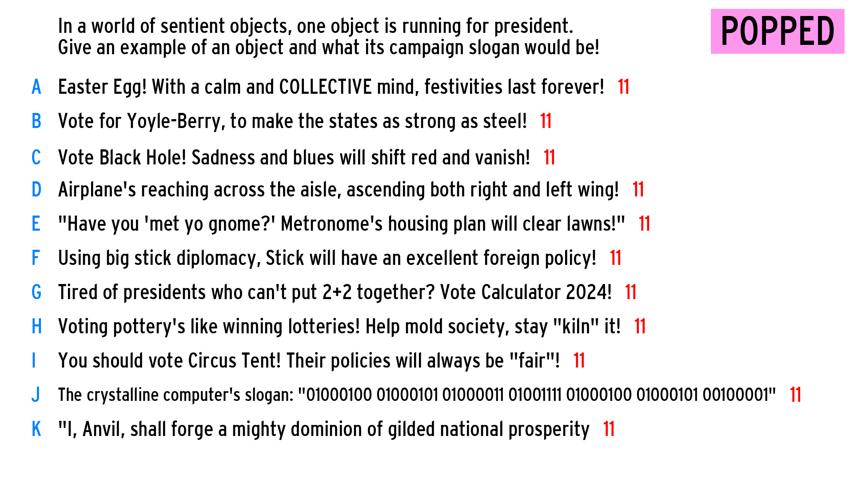 In a world of sentient objects, one object is running for president.
Give an example of an object and what its campaign slogan would be!
POPPED
A Easter Egg! With a calm and COLLECTIVE mind, festivities last forever! 11
B Vote for Yoyle-Berry, to make the states as strong as steel! 11
C Vote Black Hole! Sadness and blues will shift red and vanish! 11
D Airplane's reaching across the aisle, ascending both right and left wing! 11
E "Have you 'met yo gnome?' Metronome's housing plan will clear lawns!" 11
F Using big stick diplomacy, Stick will have an excellent foreign policy! 11
G Tired of presidents who can't put 2+2 together? Vote Calculator 2024! 11
H Voting pottery's like winning lotteries! Help mold society, stay "kiln" it! 11
I You should vote Circus Tent! Their policies will always be "fair"! 11
J The crystalline computer's slogan: "01000100 01000101 01000011 01001111 01000100 01000101 00100001" 11
K "I, Anvil, shall forge a mighty dominion of gilded national prosperity 11